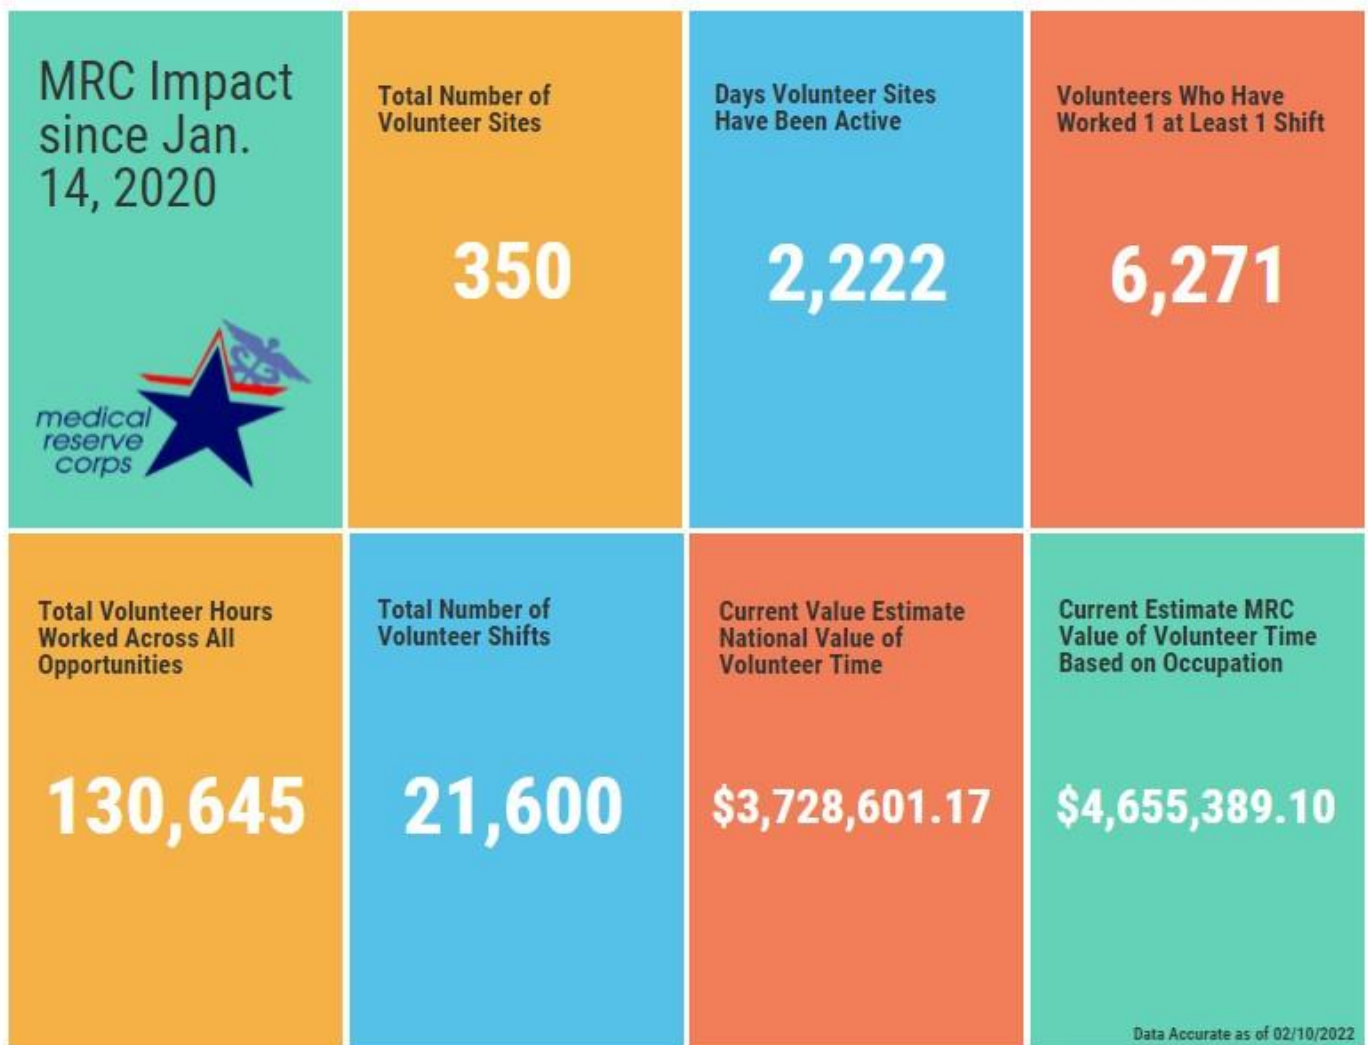 MRC Impact
since Jan.
14, 2020
medical
reserve
corps
Total Number of
Volunteer Sites
350
Days Volunteer Sites
Have Been Active
2,222
Volunteers Who Have
Worked 1 at Least 1 Shift
6,271
Total Volunteer Hours
Worked Across All
Opportunities
130,645
Total Number of
Volunteer Shifts
21,600
Current Value Estimate
National Value of
Volunteer Time
$3,728,601.17
Current Estimate MRC
Value of Volunteer Time
Based on Occupation
$4,655,389.10
Data Accurate as of 02/10/2022